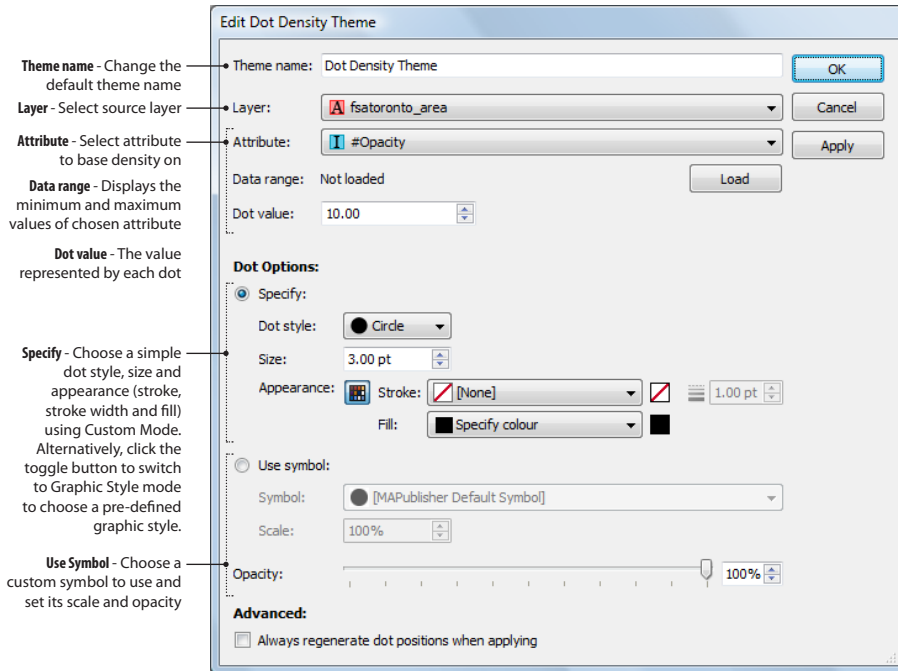 Edit Dot Density Theme
Theme name - Change the
default theme name
Layer - Select source layer
Attribute - Select attribute
to base density on
Data range - Displays the
minimum and maximum
values of chosen attribute
Dot value - The value
represented by each dot
Specify - Choose a simple
dot style, size and
appearance (stroke,
stroke width and fill)
using Custom Mode.
Alternatively, click the
toggle button to switch
to Graphic Style mode
to choose a pre-defined
graphic style.
Use Symbol - Choose a
custom symbol to use and
set its scale and opacity
Theme name: Dot Density Theme
OK
Layer: A fsatoronto_area
Cancel
Attribute: I #Opacity
Apply
Data range: Not loaded Load
Dot value: 10.00
Dot Options:
Specify:
Dot style: Circle
Size: 3.00 pt
Appearance: Stroke: [None] 1.00 pt
Fill: Specify colour
Use symbol:
Symbol: [MAPublisher Default Symbol]
Scale: 100%
Opacity: 100%
Advanced:
Always regenerate dot positions when applying